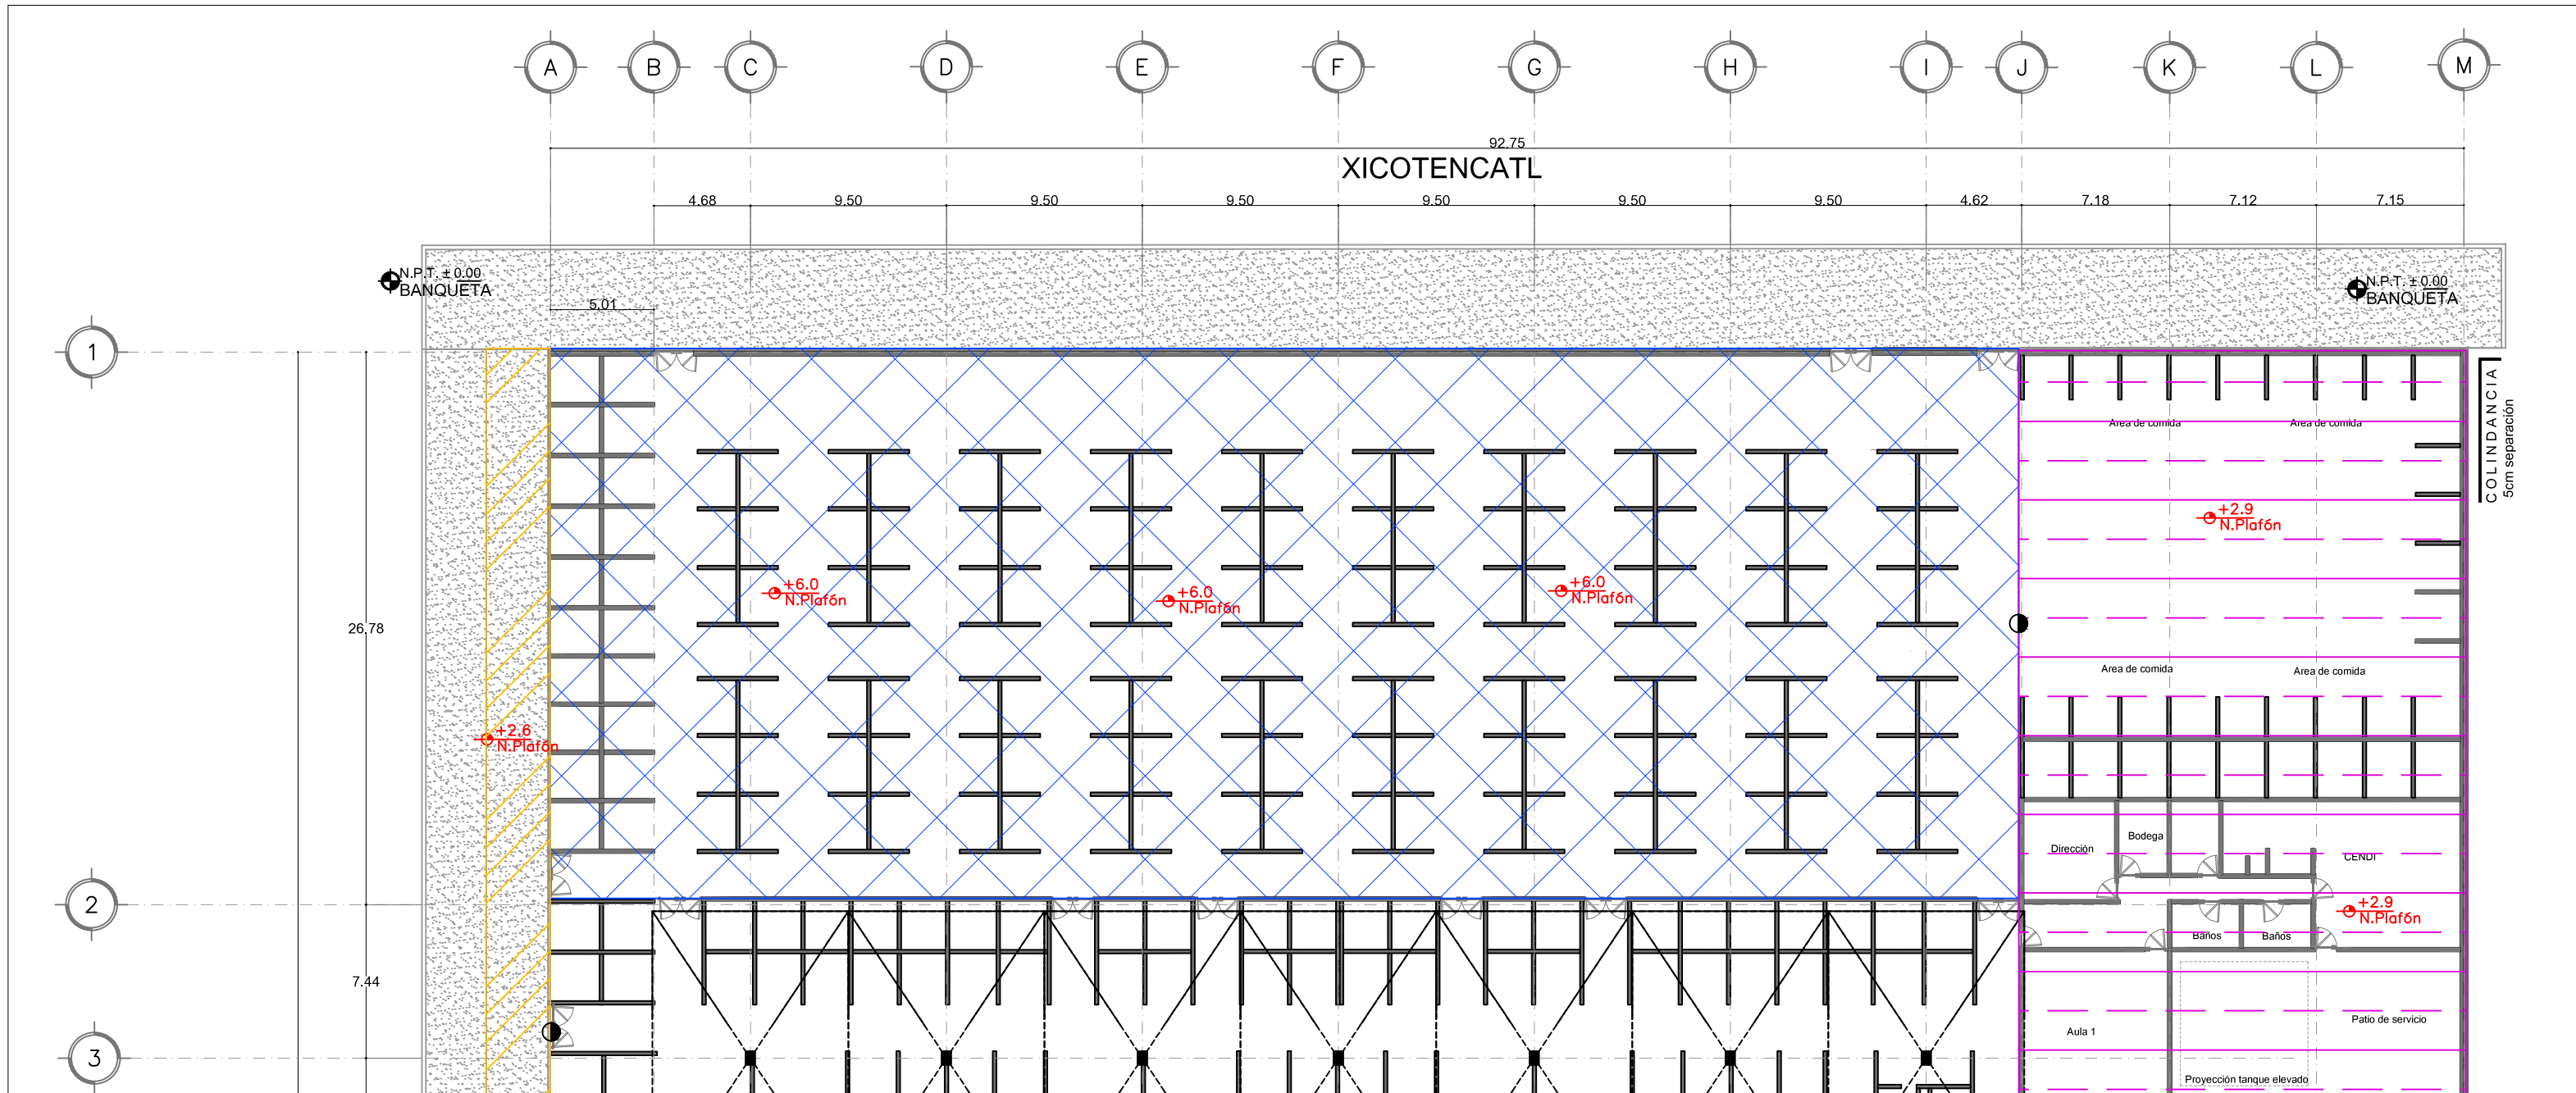 A B C D E F G H I J K L M
92.75
XICOTENCATL
4.68 9.50 9.50 9.50 9.50 9.50 9.50 4.62 7.18 7.12 7.15
N.P.T. ± 0.00
BANQUETA
N.P.T. ± 0.00
BANQUETA
5.01
1
COLINDANCIA
5cm separación
Area de comida Area de comida
+2.9
N.Plafón
+6.0
N.Plafón
+6.0
N.Plafón
+6.0
N.Plafón
26.78
Area de comida Area de comida
+2.6
N.Plafón
Bodega
Dirección
CENDI
2
+2.9
N.Plafón
Baños Baños
7.44
Patio de servicio
Aula 1
3
Proyección tanque elevado